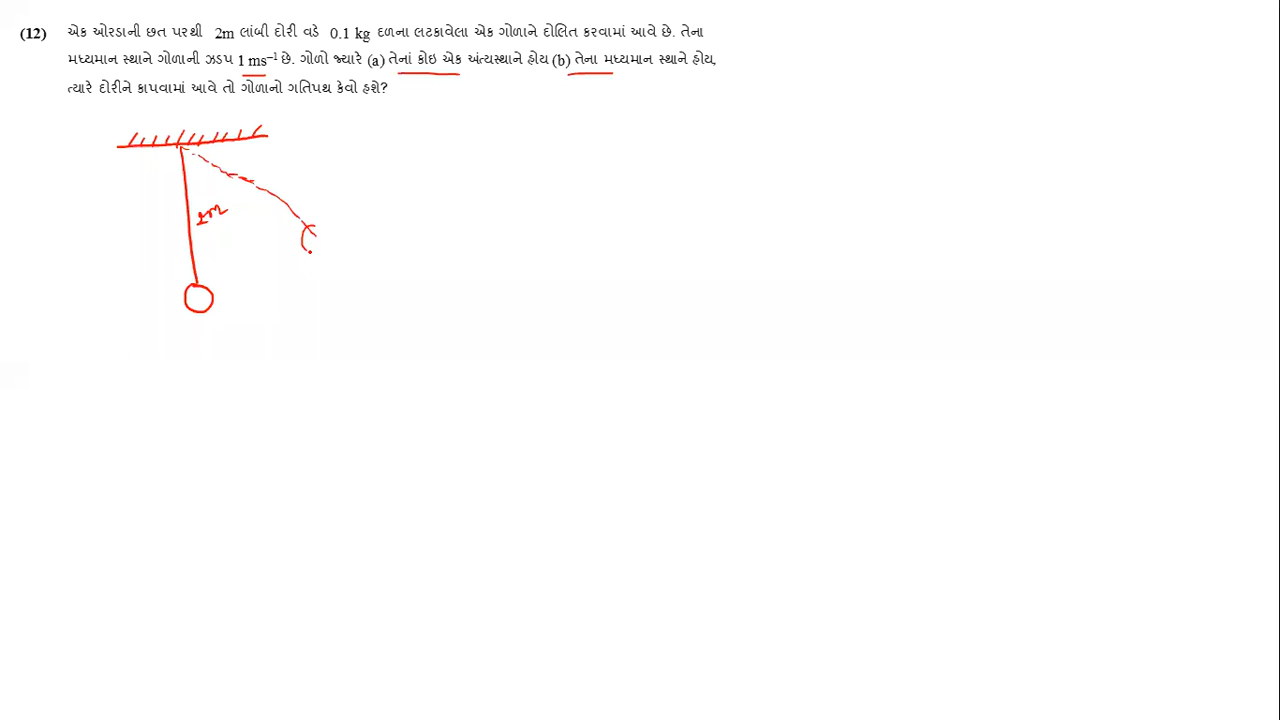 (12) એક ઓરડાની છત પરથી 2m લાંબી દોરી વડે 0.1 kg દળના લટકાવેલા એક ગોળાને દોલિત કરવામાં આવે છે. તેના
મધ્યમાન સ્થાને ગોળાની ઝડપ 1 ms⁻¹ છે. ગોળો જ્યારે (a) તેનાં કોઇ એક અંત્યસ્થાને હોય (b) તેના મધ્યમાન સ્થાને હોય,
ત્યારે દોરીને કાપવામાં આવે તો ગોળાનો ગતિપથ કેવો હશે?
2m